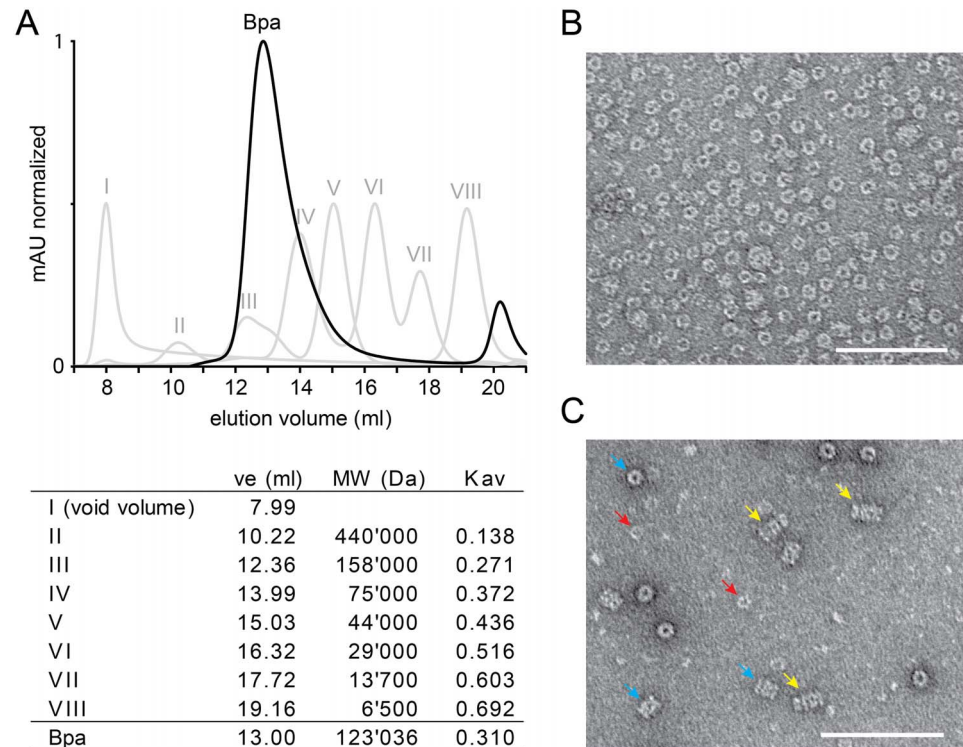 A
Bpa
1
mAU normalized
0
I
II
III
IV
V
VI
VII
VIII
8 10 12 14 16 18 20
elution volume (ml)
ve (ml) MW (Da) Kav
I (void volume) 7.99
II 10.22 440'000 0.138
III 12.36 158'000 0.271
IV 13.99 75'000 0.372
V 15.03 44'000 0.436
VI 16.32 29'000 0.516
VII 17.72 13'700 0.603
VIII 19.16 6'500 0.692
Bpa 13.00 123'036 0.310
B
C